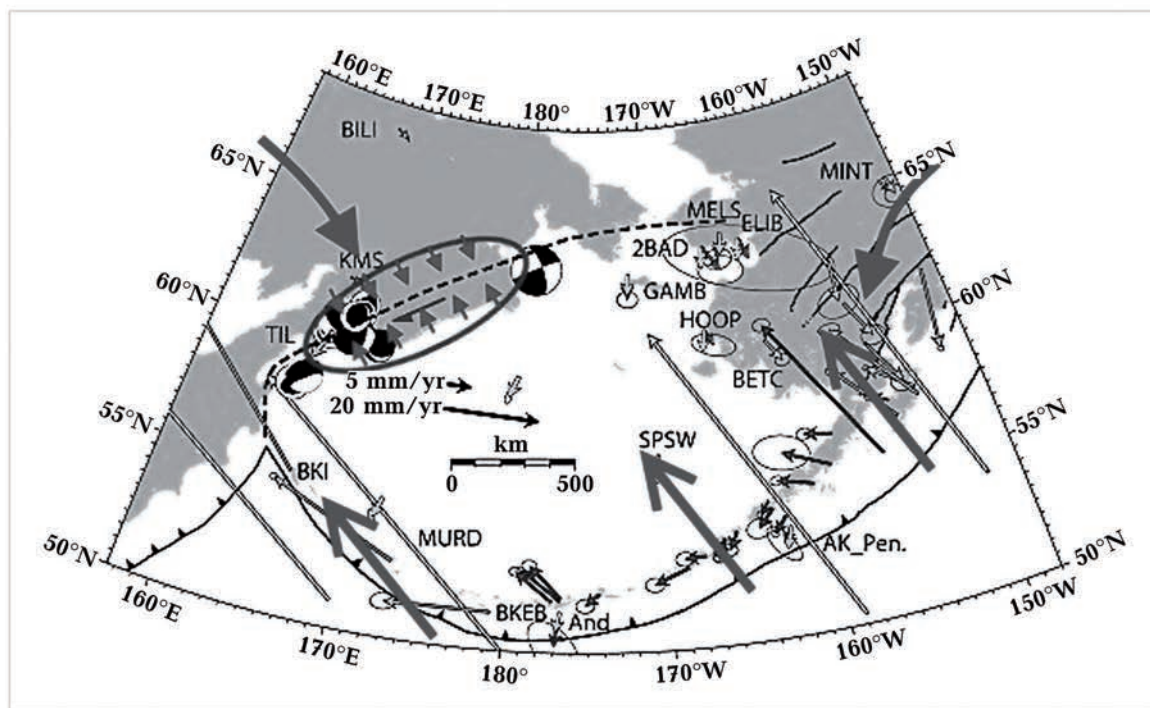 160°E
170°E
180°
170°W
160°W
150°W
BILI
65°N
MINT
65°N
MELS
ELIB
2BAD
KMS
60°N
GAMB
60°N
TIL
HOOP
BETC
5 mm/yr
20 mm/yr
55°N
55°N
km
0 500
SPSW
BKI
MURD
AK_Pen.
50°N
50°N
BKEB
And
160°E
170°E
180°
170°W
160°W
150°W